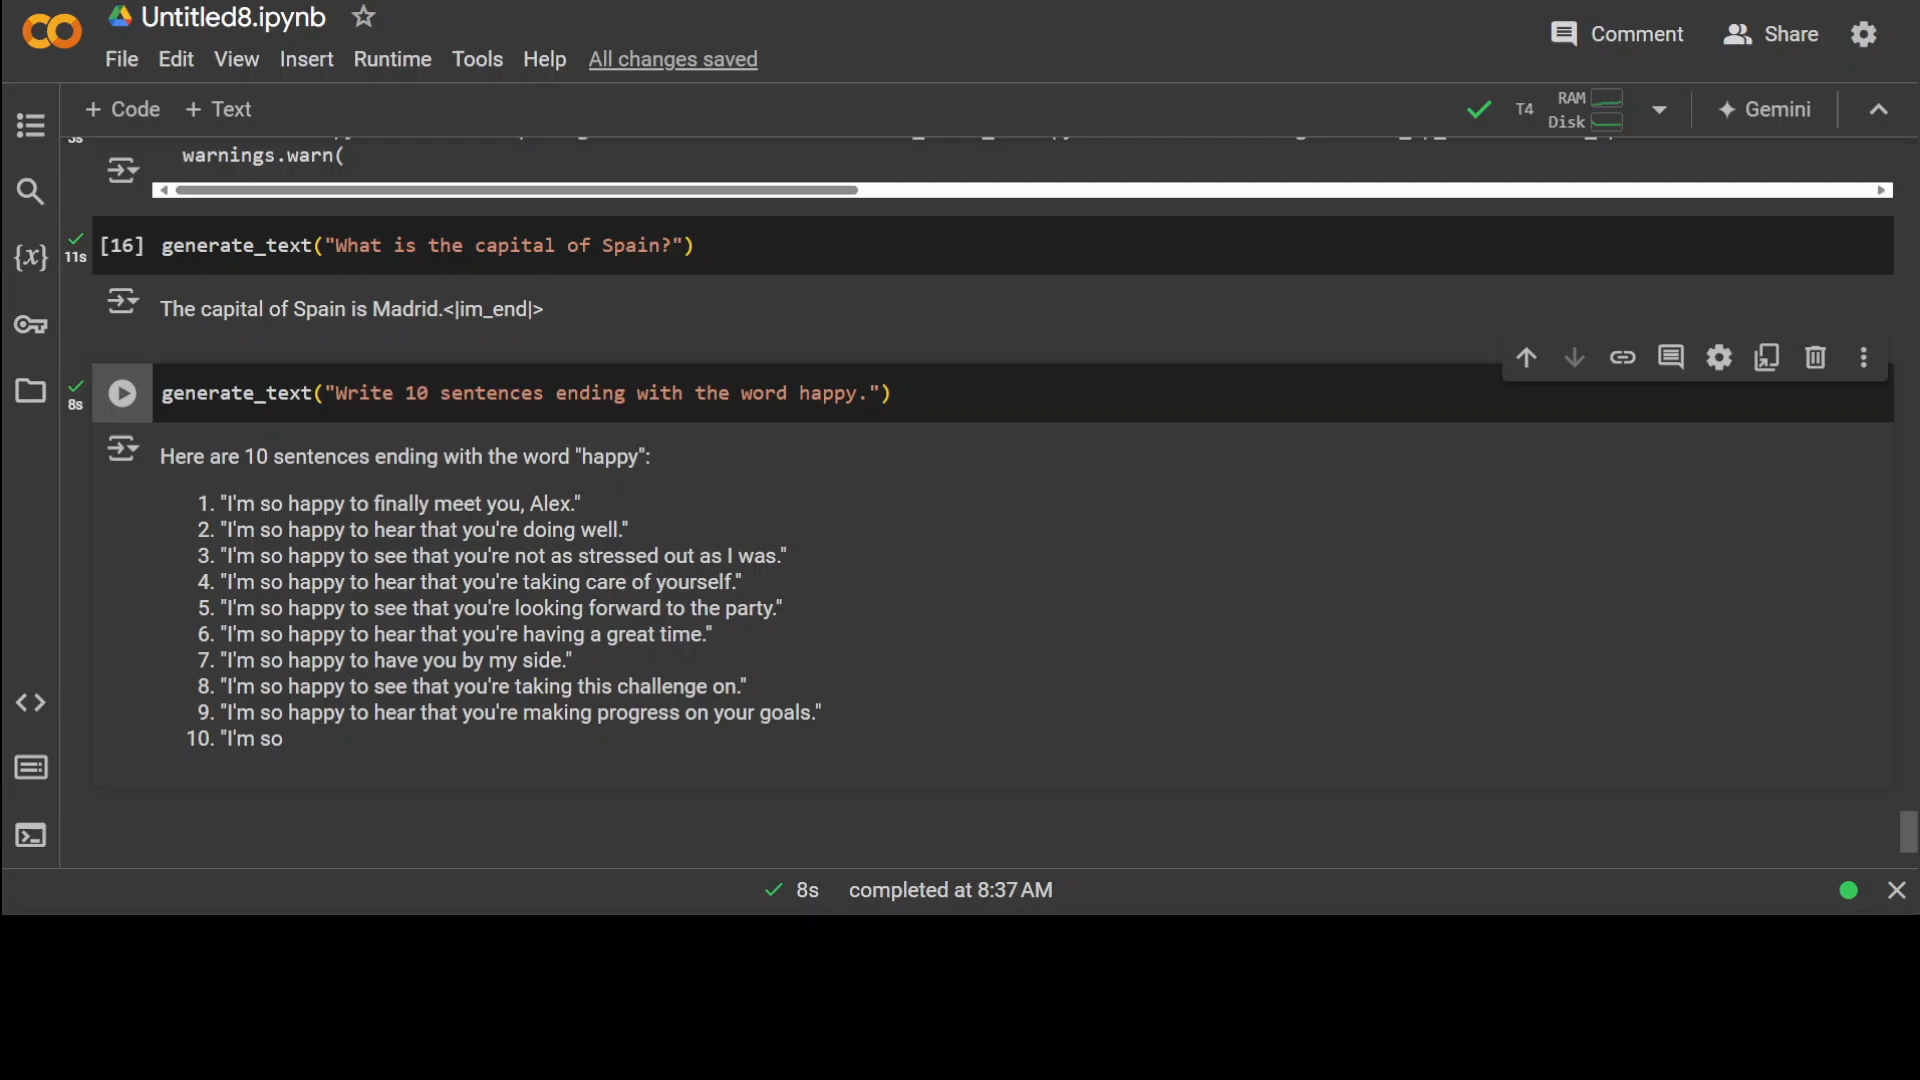 Untitled8.ipynb
Comment
Share
File Edit View Insert Runtime Tools Help All changes saved
+ Code + Text
T4
RAM
Disk
Gemini
3s
warnings.warn(
[16] generate_text("What is the capital of Spain?")
11s
The capital of Spain is Madrid.<|im_end|>
generate_text("Write 10 sentences ending with the word happy.")
8s
Here are 10 sentences ending with the word "happy":
1. "I'm so happy to finally meet you, Alex."
2. "I'm so happy to hear that you're doing well."
3. "I'm so happy to see that you're not as stressed out as I was."
4. "I'm so happy to hear that you're taking care of yourself."
5. "I'm so happy to see that you're looking forward to the party."
6. "I'm so happy to hear that you're having a great time."
7. "I'm so happy to have you by my side."
8. "I'm so happy to see that you're taking this challenge on."
9. "I'm so happy to hear that you're making progress on your goals."
10. "I'm so
8s completed at 8:37 AM